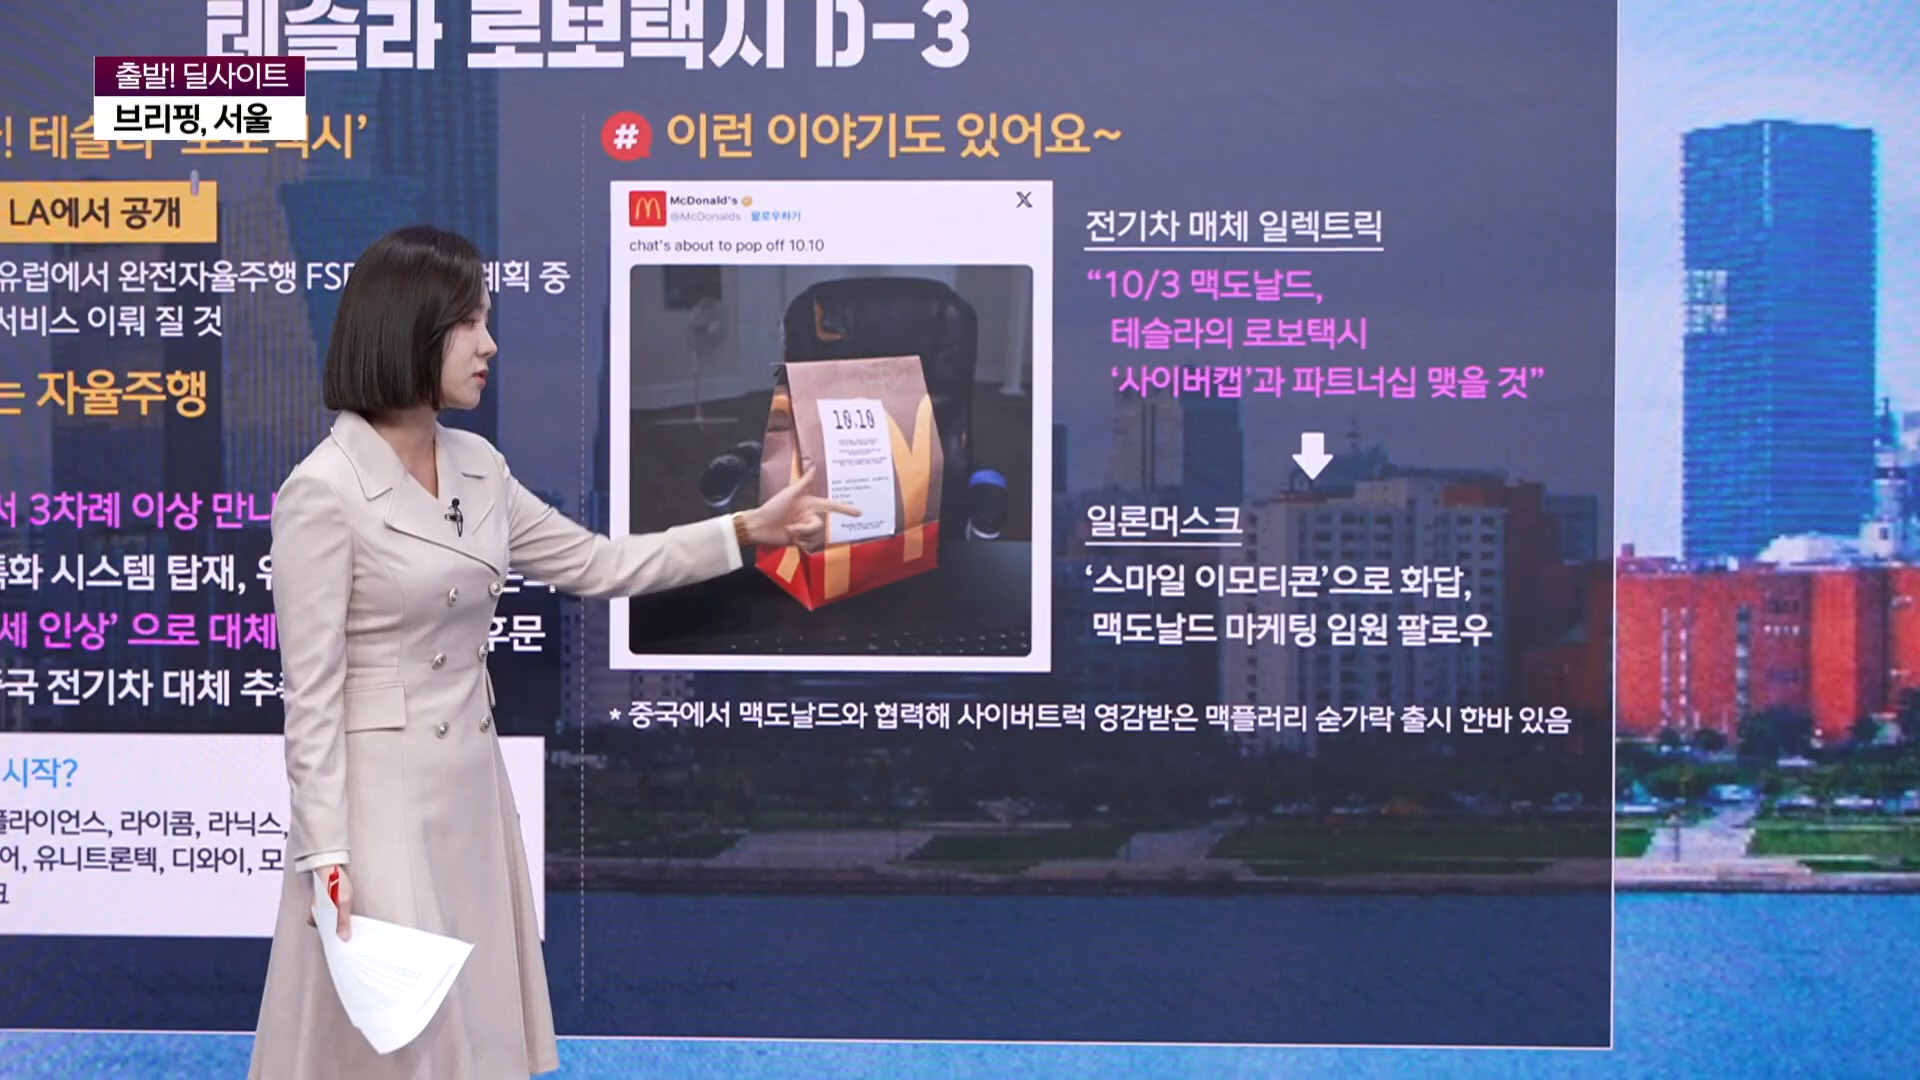 테슬라 로보택시 D-3
출발! 딜사이트
브리핑, 서울
! 테슬라 '로보택시'
LA에서 공개
유럽에서 완전자율주행 계획 중
서비스 이뤄 질 것
는 자율주행
서 3차례 이상 만나
특화 시스템 탑재,
세 인상' 으로 대체
후문
중국 전기차 대체
시작?
플라이언스, 라이콤, 라닉스,
어, 유니트론텍, 디와이, 모
# 이런 이야기도 있어요~
McDonald's
@McDonalds · 팔로우하기
X
chat's about to pop off 10.10
10.10
전기차 매체 일렉트릭
“10/3 맥도날드,
테슬라의 로보택시
‘사이버캡’과 파트너십 맺을 것”
일론머스크
‘스마일 이모티콘’으로 화답,
맥도날드 마케팅 임원 팔로우
* 중국에서 맥도날드와 협력해 사이버트럭 영감받은 맥플러리 숟가락 출시 한바 있음